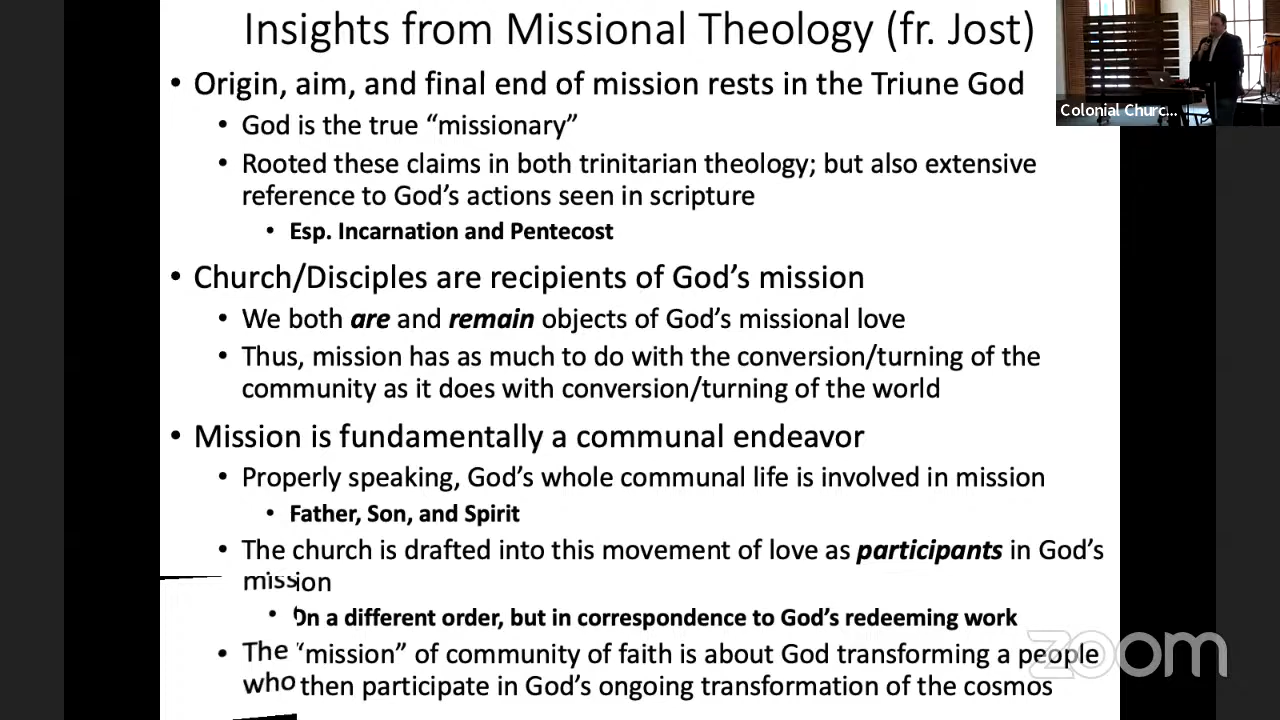 Insights from Missional Theology (fr. Jost)
• Origin, aim, and final end of mission rests in the Triune God
• God is the true “missionary”
• Rooted these claims in both trinitarian theology; but also extensive
reference to God’s actions seen in scripture
• Esp. Incarnation and Pentecost
• Church/Disciples are recipients of God’s mission
• We both are and remain objects of God’s missional love
• Thus, mission has as much to do with the conversion/turning of the
community as it does with conversion/turning of the world
• Mission is fundamentally a communal endeavor
• Properly speaking, God’s whole communal life is involved in mission
• Father, Son, and Spirit
• The church is drafted into this movement of love as participants in God’s
mission
• On a different order, but in correspondence to God’s redeeming work
• The “mission” of community of faith is about God transforming a people
who then participate in God’s ongoing transformation of the cosmos
Colonial Churc...
zoom